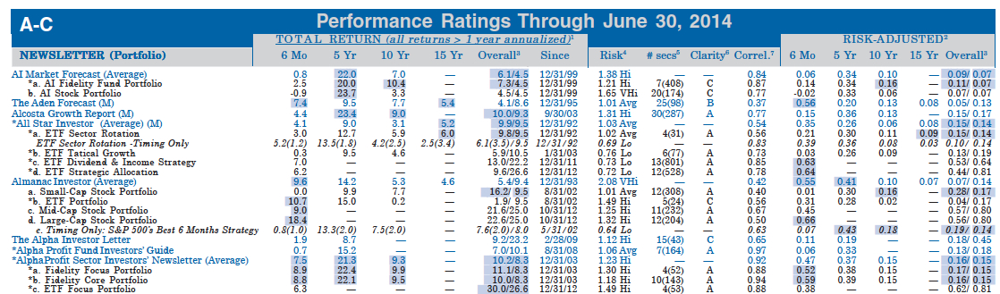 A-C
Performance Ratings Through June 30, 2014
TOTAL RETURN (all returns > 1 year annualized)¹ RISK-ADJUSTED²
NEWSLETTER (Portfolio) 6 Mo 5 Yr 10 Yr 15 Yr Overall³ Since Risk⁴ # secs⁵ Clarity⁶ Correl.⁷ 6 Mo 5 Yr 10 Yr 15 Yr Overall³
AI Market Forecast (Average) 0.8 22.0 7.0 — 6.1/4.5 12/31/99 1.38 Hi — — 0.84 0.06 0.34 0.10 — 0.09/ 0.07
*a. AI Fidelity Fund Portfolio 2.5 20.0 10.4 — 7.3/4.5 12/31/99 1.21 Hi 7(408) C 0.87 0.14 0.34 0.16 — 0.11/ 0.07
b. AI Stock Portfolio -0.9 23.7 3.3 — 4.5/4.5 12/31/99 1.65 VHi 20(174) C 0.77 -0.02 0.33 0.06 — 0.07/ 0.07
The Aden Forecast (M) 7.4 9.5 7.7 5.4 4.1/8.6 12/31/95 1.01 Avg 25(98) B 0.37 0.56 0.20 0.13 0.08 0.05/ 0.13
Alcosta Growth Report (M) 4.4 23.4 9.0 — 10.0/9.3 9/30/03 1.31 Hi 30(287) A 0.77 0.15 0.36 0.13 — 0.15/ 0.17
*All Star Investor (Average) (M) 4.1 9.0 3.1 5.2 9.9/9.5 12/31/92 1.03 Avg — — 0.54 0.35 0.26 0.06 0.08 0.15/ 0.14
*a. ETF Sector Rotation 3.0 12.7 5.9 6.0 9.8/9.5 12/31/92 1.02 Avg 4(31) A 0.56 0.21 0.30 0.11 0.09 0.15/ 0.14
ETF Sector Rotation -Timing Only 5.2(1.2) 13.5(1.8) 4.2(2.5) 2.5(3.4) 6.1(3.5)/9.5 12/31/92 0.69 Lo — — 0.83 0.39 0.36 0.08 0.03 0.10/ 0.14
*b. ETF Tatical Growth 0.3 9.5 4.6 — 5.9/10.5 1/31/03 0.76 Lo 6(77) A 0.73 0.03 0.26 0.09 — 0.13/ 0.19
*c. ETF Dividend & Income Strategy 7.0 — — — 13.0/22.2 12/31/11 0.73 Lo 13(801) A 0.85 0.63 — — — 0.53/ 0.64
*d. ETF Strategic Allocation 6.2 — — — 9.6/26.6 12/31/12 0.72 Lo 12(528) A 0.78 0.64 — — — 0.44/ 0.81
Almanac Investor (Average) 9.6 14.2 5.3 4.6 5.4/9.4 12/31/93 2.08 VHi — — 0.42 0.55 0.41 0.10 0.07 0.07/ 0.14
a. Small-Cap Stock Portfolio 0.0 9.9 7.7 — 16.2/ 9.5 8/31/02 1.01 Avg 12(308) A 0.40 0.01 0.30 0.16 — 0.28/ 0.17
*b. ETF Portfolio 10.7 15.0 0.2 — 1.9/ 9.5 8/31/02 1.49 Hi 5(24) C 0.56 0.31 0.28 0.02 — 0.04/ 0.17
c. Mid-Cap Stock Portfolio 9.0 — — — 21.6/25.0 10/31/12 1.25 Hi 11(232) A 0.67 0.45 — — — 0.57/ 0.80
d. Large-Cap Stock Portfolio 18.4 — — — 22.6/25.0 10/31/12 1.32 Hi 12(204) A 0.50 0.66 — — — 0.56/ 0.80
e. Timing Only: S&P 500's Best 6 Months Strategy 0.8(1.0) 13.3(2.0) 7.5(2.0) — 7.6(2.0)/8.0 5/31/02 0.64 Lo — — 0.63 0.07 0.43 0.18 — 0.19/ 0.14
The Alpha Investor Letter 1.9 8.7 — — 9.2/23.2 2/28/09 1.12 Hi 15(43) C 0.65 0.11 0.19 — — 0.18/ 0.45
*Alpha Profit Fund Investors' Guide 0.7 15.2 — — 7.0/10.1 8/31/08 1.06 Avg 7(164) A 0.97 0.06 0.33 — — 0.13/ 0.18
*AlphaProfit Sector Investors' Newsletter (Average) 7.5 21.3 9.3 — 10.2/8.3 12/31/03 1.23 Hi — — 0.92 0.47 0.37 0.15 — 0.16/ 0.15
*a. Fidelity Focus Portfolio 8.9 22.4 9.9 — 11.1/8.3 12/31/03 1.30 Hi 4(52) A 0.88 0.52 0.38 0.15 — 0.17/ 0.15
*b. Fidelity Core Portfolio 8.8 22.1 9.5 — 10.0/8.3 12/31/03 1.18 Hi 10(143) A 0.94 0.59 0.39 0.15 — 0.16/ 0.15
*c. ETF Focus Portfolio 6.3 — — — 30.0/26.6 12/31/12 1.49 Hi 4(53) A 0.88 0.38 — — — 0.62/ 0.81